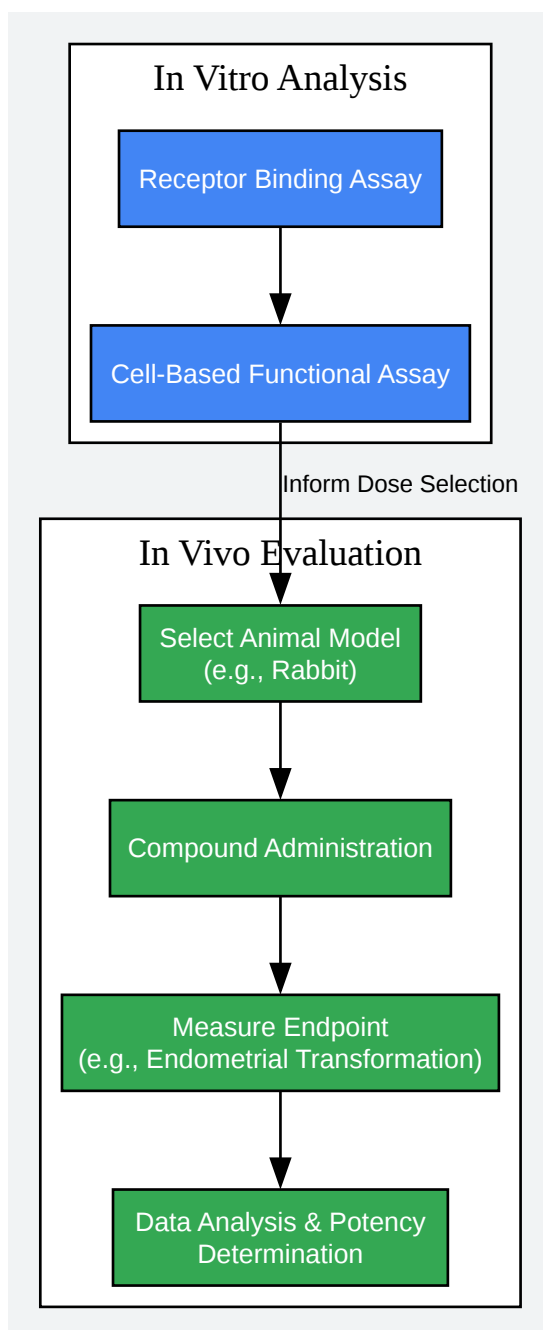 In Vitro Analysis
Receptor Binding Assay
Cell-Based Functional Assay
Inform Dose Selection
In Vivo Evaluation
Select Animal Model
(e.g., Rabbit)
Compound Administration
Measure Endpoint
(e.g., Endometrial Transformation)
Data Analysis & Potency
Determination